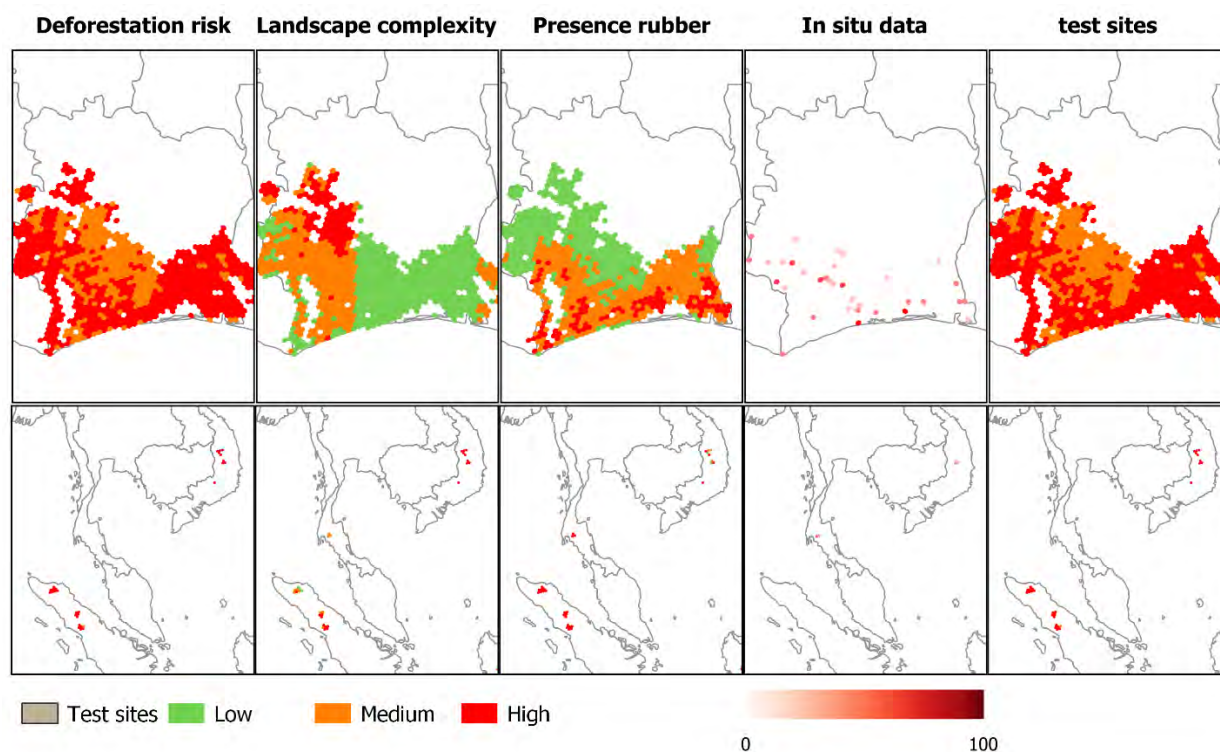 Deforestation risk Landscape complexity Presence rubber In situ data test sites
Test sites Low Medium High
0 100